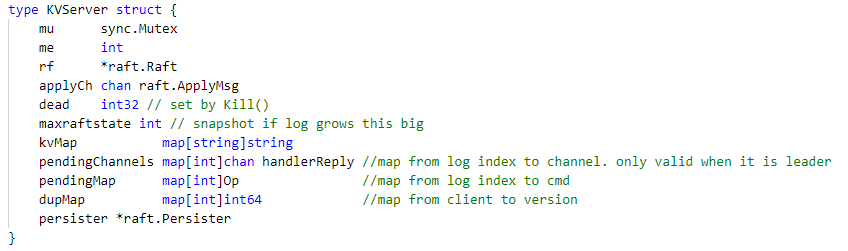 type KVServer struct {
    mu      sync.Mutex
    me      int
    rf      *raft.Raft
    applyCh chan raft.ApplyMsg
    dead    int32 // set by Kill()
    maxraftstate int // snapshot if log grows this big
    kvMap           map[string]string
    pendingChannels map[int]chan handlerReply //map from log index to channel. only valid when it is leader
    pendingMap      map[int]Op                //map from log index to cmd
    dupMap          map[int]int64             //map from client to version
    persister *raft.Persister
}